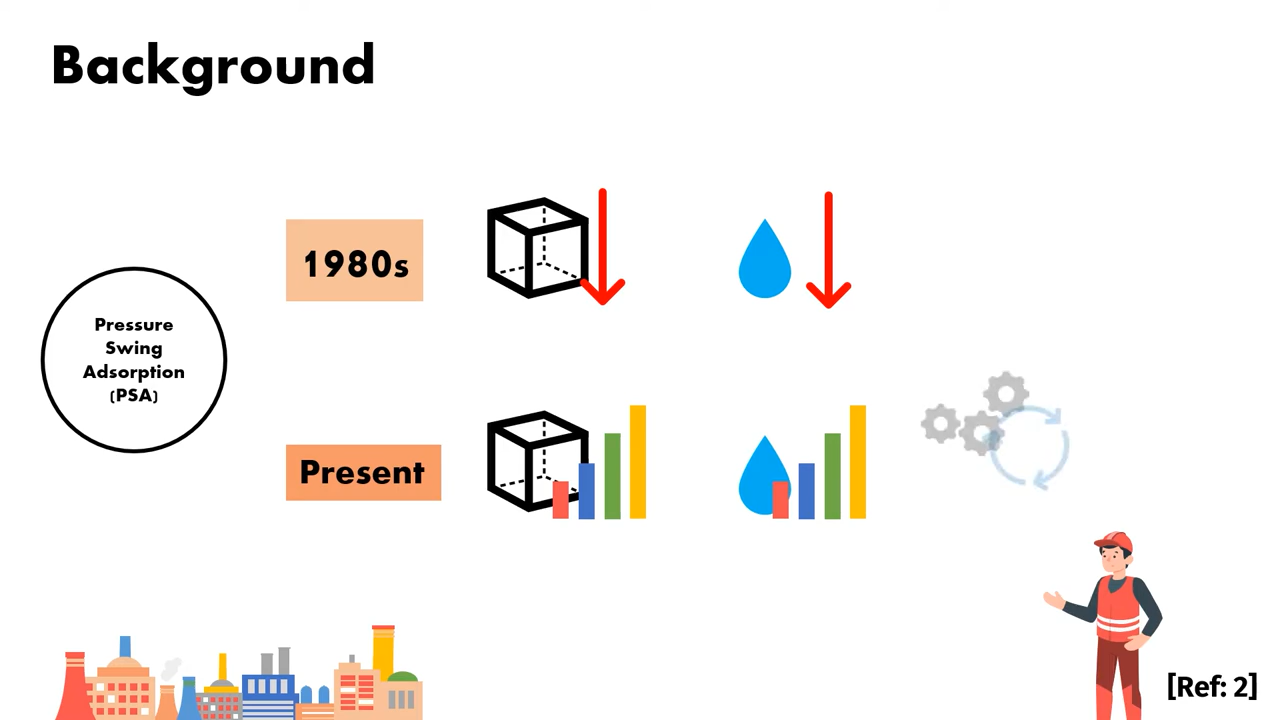 Background
1980s
Pressure
Swing
Adsorption
(PSA)
Present
[Ref: 2]